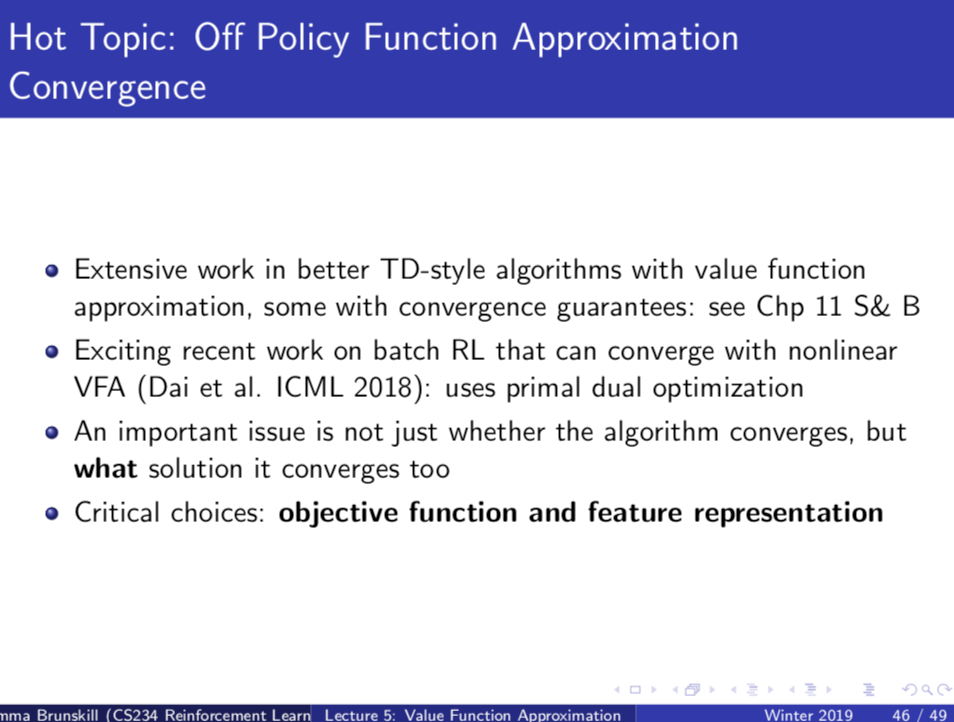 Hot Topic: Off Policy Function Approximation
Convergence
Extensive work in better TD-style algorithms with value function
approximation, some with convergence guarantees: see Chp 11 S& B
Exciting recent work on batch RL that can converge with nonlinear
VFA (Dai et al. ICML 2018): uses primal dual optimization
An important issue is not just whether the algorithm converges, but
what solution it converges too
Critical choices: objective function and feature representation
mma Brunskill (CS234 Reinforcement Learn Lecture 5: Value Function Approximation Winter 2019 46 / 49